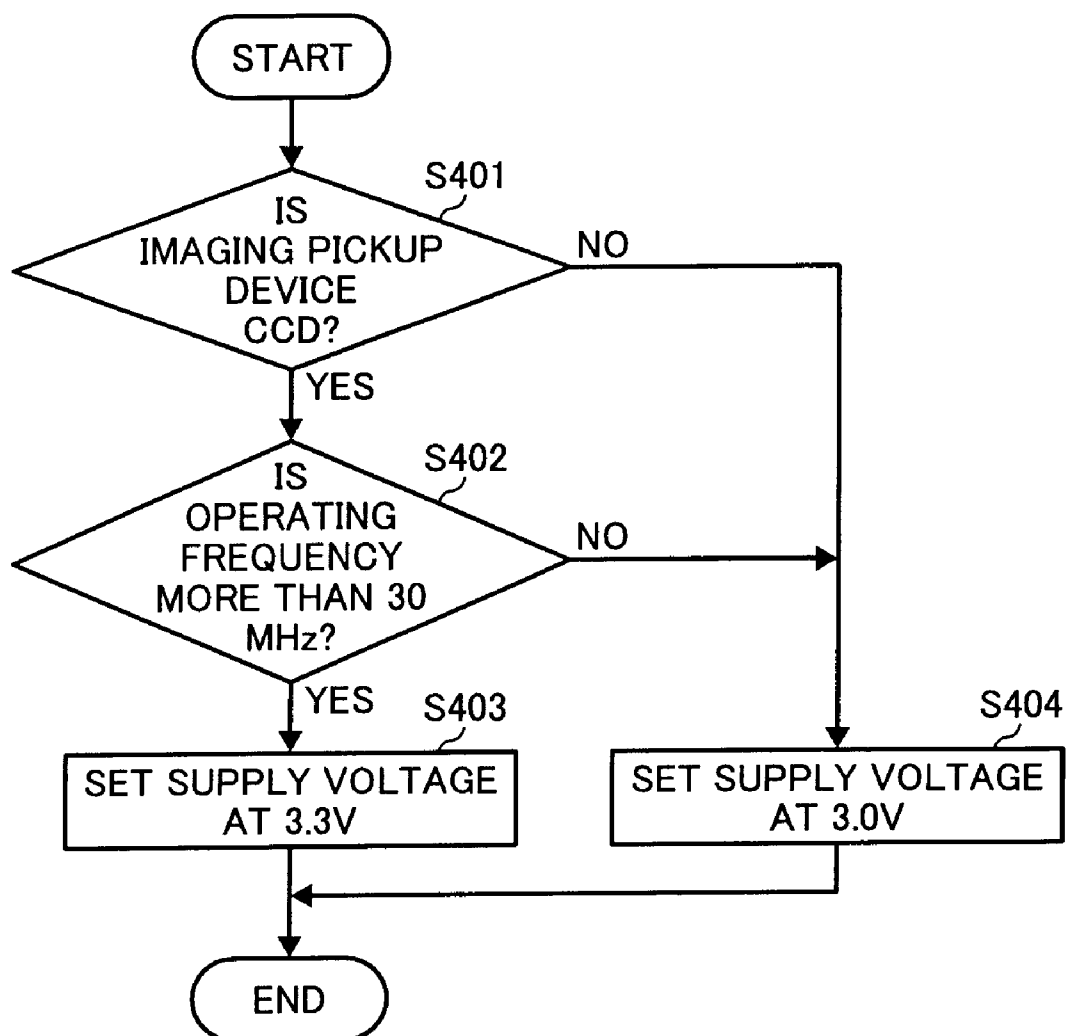 START
S401
IS
IMAGING PICKUP
DEVICE
CCD?
NO
YES
S402
IS
OPERATING
FREQUENCY
MORE THAN 30
MHz?
NO
YES
S403
SET SUPPLY VOLTAGE
AT 3.3V
S404
SET SUPPLY VOLTAGE
AT 3.0V
END